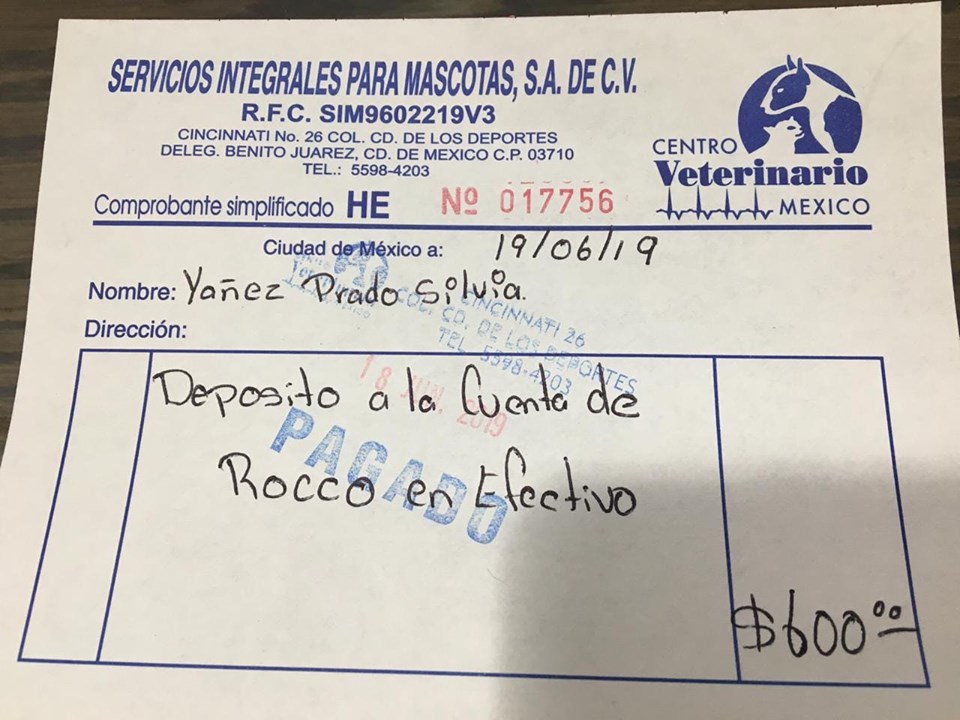 SERVICIOS INTEGRALES PARA MASCOTAS, S.A. DE C.V.
R.F.C. SIM9602219V3
CINCINNATI No. 26 COL. CD. DE LOS DEPORTES
DELEG. BENITO JUAREZ, CD. DE MEXICO C.P. 03710
TEL.: 5598-4203
CENTRO
Veterinario
MEXICO
Comprobante simplificado HE Nº 017756
Ciudad de México a: 19/06/19
Nombre: Yañez Prado Silvia.
Dirección:
CINCINNATI 26
COL. CD. DE LOS DEPORTES
TEL. 5598-4203
18 JUN. 2019
PAGADO
Deposito a la Cuenta de
Rocco en Efectivo
$600.00